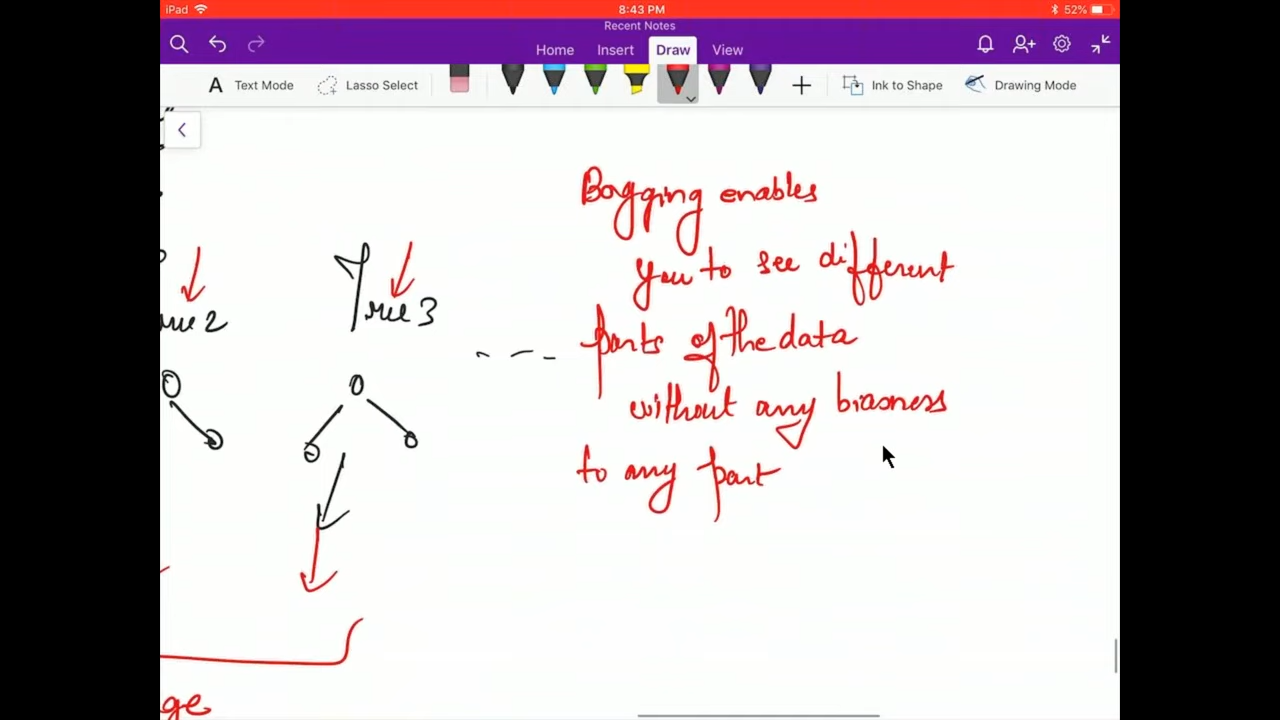 iPad 8:43 PM 52%
Recent Notes
Home Insert Draw View
A Text Mode Lasso Select Ink to Shape Drawing Mode
Bagging enables
you to see different
Tree 3
parts of the data
without any biasness
to any part
ge